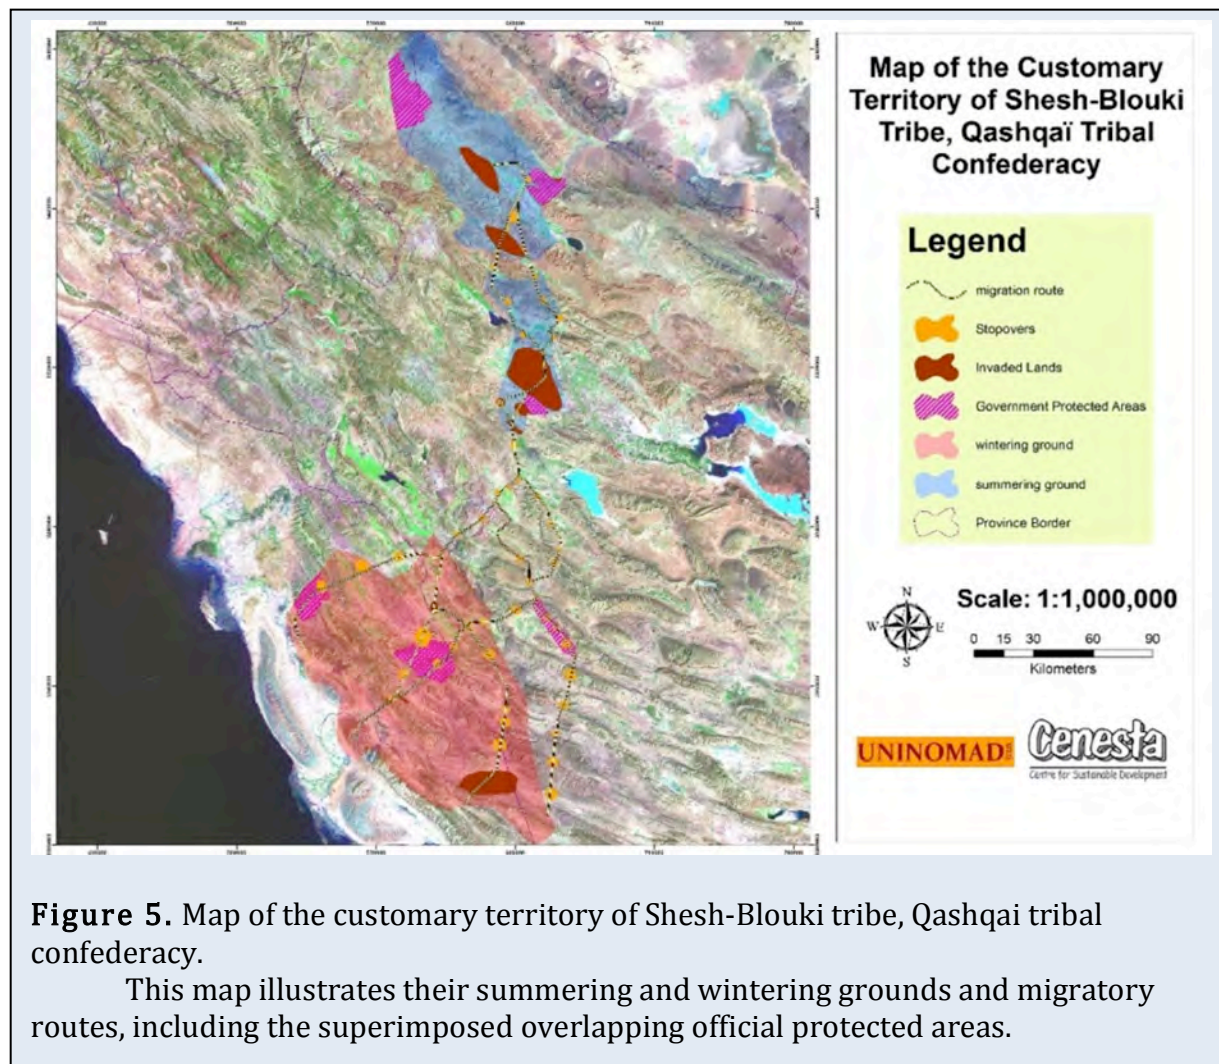 Map of the Customary
Territory of Shesh-Blouki
Tribe, Qashqaï Tribal
Confederacy
Legend
migration route
Stopovers
Invaded Lands
Government Protected Areas
wintering ground
summering ground
Province Border
N
W E
S
Scale: 1:1,000,000
0 15 30 60 90
Kilometers
UNINOMAD
Cenesta
Centre for Sustainable Development
Figure 5. Map of the customary territory of Shesh-Blouki tribe, Qashqai tribal
confederacy.
This map illustrates their summering and wintering grounds and migratory
routes, including the superimposed overlapping official protected areas.